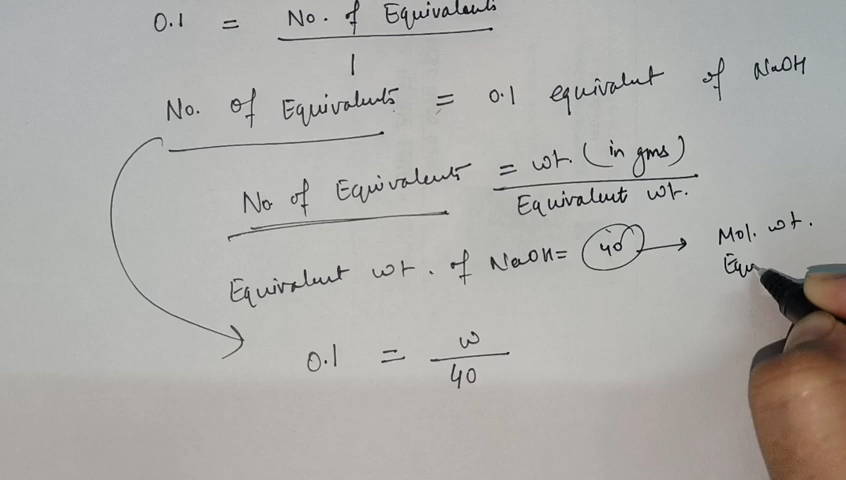 0.1 = No. of Equivalents
1
No. of Equivalents = 0.1 equivalent of NaOH
No of Equivalents = wt. (in gms)
Equivalent wt.
Equivalent wt. of NaOH = 40 → Mol. wt.
Equ
0.1 = w
40